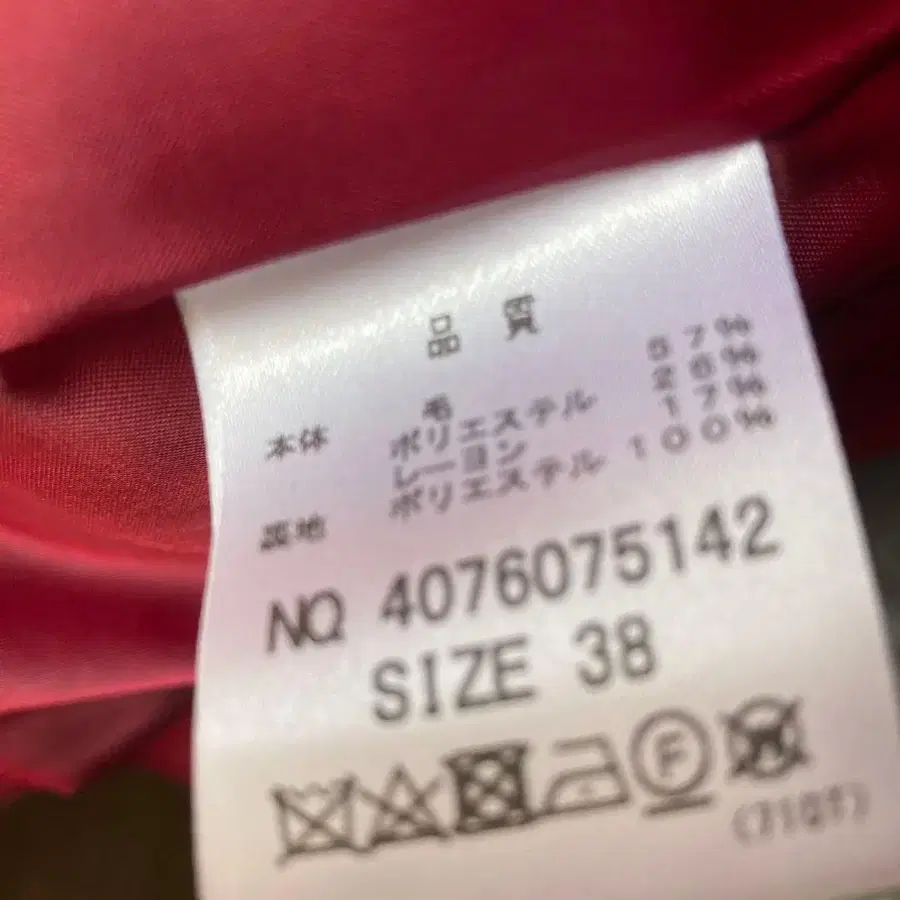 品 質
本体 毛 57%
ポリエステル 26%
レーヨン 17%
裏地 ポリエステル 100%
NO 4076075142
SIZE 38
F